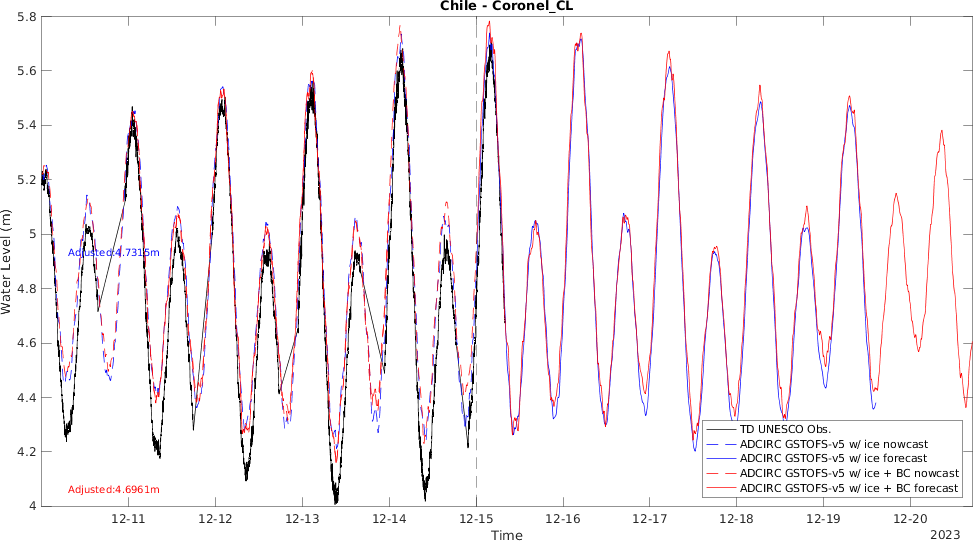 Chile - Coronel_CL
5.8
5.6
5.4
5.2
5
4.8
4.6
4.4
4.2
4
Water Level (m)
Adjusted:4.7315m
Adjusted:4.6961m
TD UNESCO Obs.
ADCIRC GSTOFS-v5 w/ ice nowcast
ADCIRC GSTOFS-v5 w/ ice forecast
ADCIRC GSTOFS-v5 w/ ice + BC nowcast
ADCIRC GSTOFS-v5 w/ ice + BC forecast
12-11 12-12 12-13 12-14 12-15 12-16 12-17 12-18 12-19 12-20
Time
2023